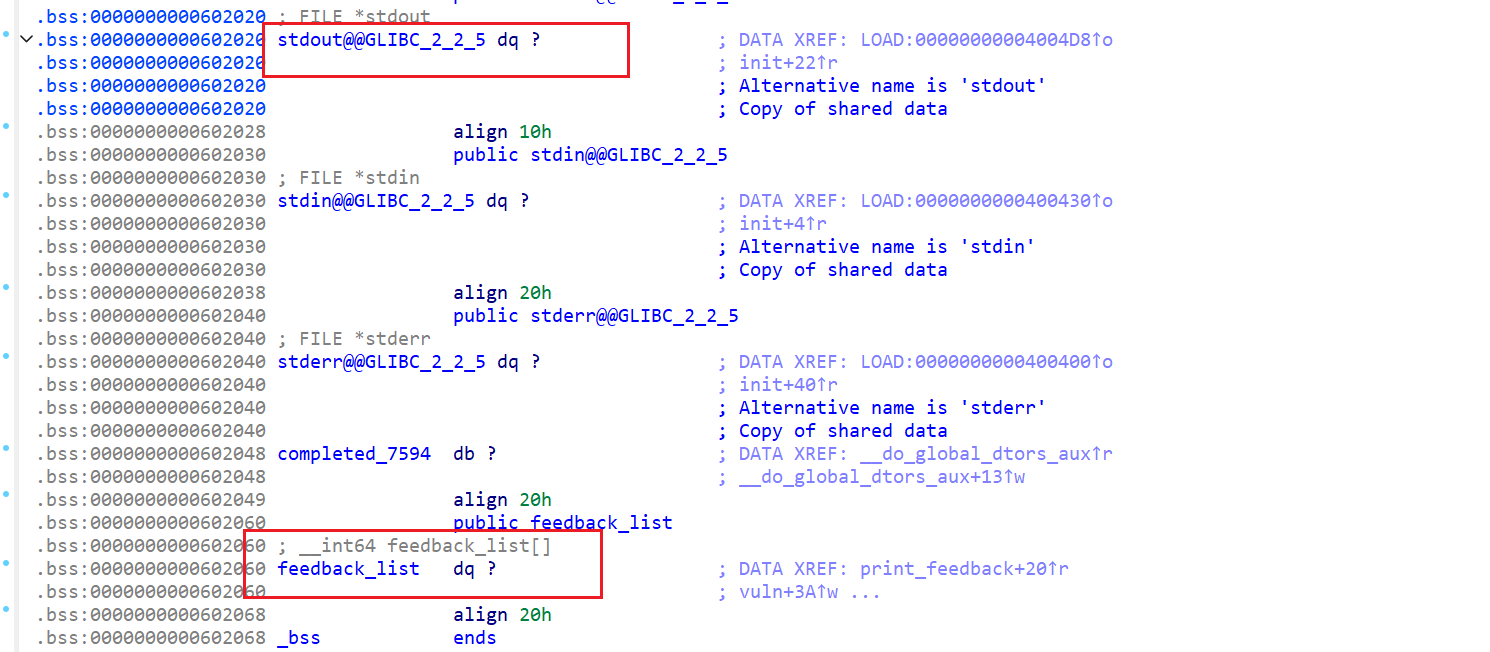 .bss:0000000000602020 ; FILE *stdout
.bss:0000000000602020 stdout@@GLIBC_2_2_5 dq ? ; DATA XREF: LOAD:00000000004004D8↑o
.bss:0000000000602020 ; init+22↑r
.bss:0000000000602020 ; Alternative name is 'stdout'
.bss:0000000000602020 ; Copy of shared data
.bss:0000000000602028 align 10h
.bss:0000000000602030 public stdin@@GLIBC_2_2_5
.bss:0000000000602030 ; FILE *stdin
.bss:0000000000602030 stdin@@GLIBC_2_2_5 dq ? ; DATA XREF: LOAD:0000000000400430↑o
.bss:0000000000602030 ; init+4↑r
.bss:0000000000602030 ; Alternative name is 'stdin'
.bss:0000000000602030 ; Copy of shared data
.bss:0000000000602038 align 20h
.bss:0000000000602040 public stderr@@GLIBC_2_2_5
.bss:0000000000602040 ; FILE *stderr
.bss:0000000000602040 stderr@@GLIBC_2_2_5 dq ? ; DATA XREF: LOAD:0000000000400400↑o
.bss:0000000000602040 ; init+40↑r
.bss:0000000000602040 ; Alternative name is 'stderr'
.bss:0000000000602040 ; Copy of shared data
.bss:0000000000602048 completed_7594 db ? ; DATA XREF: __do_global_dtors_aux↑r
.bss:0000000000602048 ; __do_global_dtors_aux+13↑w
.bss:0000000000602049 align 20h
.bss:0000000000602060 public feedback_list
.bss:0000000000602060 ; __int64 feedback_list[]
.bss:0000000000602060 feedback_list dq ? ; DATA XREF: print_feedback+20↑r
.bss:0000000000602060 ; vuln+3A↑w ...
.bss:0000000000602068 align 20h
.bss:0000000000602068 _bss ends